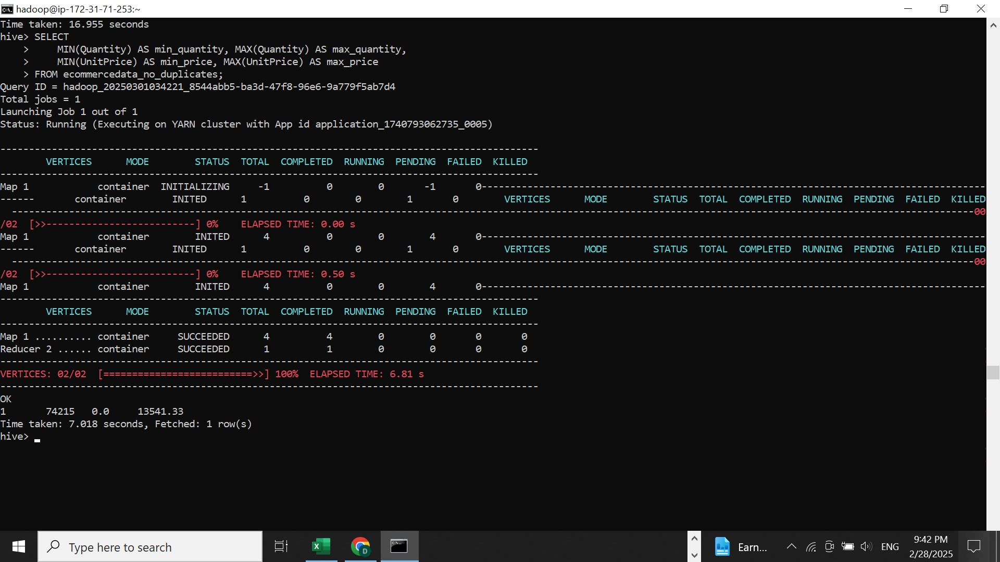 hadoop@ip-172-31-71-253:~
Time taken: 16.955 seconds
hive> SELECT
    >     MIN(Quantity) AS min_quantity, MAX(Quantity) AS max_quantity,
    >     MIN(UnitPrice) AS min_price, MAX(UnitPrice) AS max_price
    > FROM ecommercedata_no_duplicates;
Query ID = hadoop_20250301034221_8544abb5-ba3d-47f8-96e6-9a779f5ab7d4
Total jobs = 1
Launching Job 1 out of 1
Status: Running (Executing on YARN cluster with App id application_1740793062735_0005)
----------------------------------------------------------------------------------------------
        VERTICES      MODE        STATUS  TOTAL  COMPLETED  RUNNING  PENDING  FAILED  KILLED
----------------------------------------------------------------------------------------------
Map 1            container  INITIALIZING     -1          0        0       -1       0----------------------------------------------------------------------------------------
------       container        INITED      1          0        0        1       0        VERTICES      MODE        STATUS  TOTAL  COMPLETED  RUNNING  PENDING  FAILED  KILLED
  ------------------------------------------------------------------------------------------------------------------------------------------------------------------------00
/02  [>>--------------------------] 0%    ELAPSED TIME: 0.00 s
Map 1            container        INITED      4          0        0        4       0----------------------------------------------------------------------------------------
------       container        INITED      1          0        0        1       0        VERTICES      MODE        STATUS  TOTAL  COMPLETED  RUNNING  PENDING  FAILED  KILLED
  ------------------------------------------------------------------------------------------------------------------------------------------------------------------------00
/02  [>>--------------------------] 0%    ELAPSED TIME: 0.50 s
Map 1            container        INITED      4          0        0        4       0----------------------------------------------------------------------------------------
----------------------------------------------------------------------------------------------
        VERTICES      MODE        STATUS  TOTAL  COMPLETED  RUNNING  PENDING  FAILED  KILLED
----------------------------------------------------------------------------------------------
Map 1 .......... container     SUCCEEDED      4          4        0        0       0       0
Reducer 2 ...... container     SUCCEEDED      1          1        0        0       0       0
----------------------------------------------------------------------------------------------
VERTICES: 02/02  [==========================>>] 100%  ELAPSED TIME: 6.81 s
----------------------------------------------------------------------------------------------
OK
1       74215   0.0     13541.33
Time taken: 7.018 seconds, Fetched: 1 row(s)
hive>
Type here to search
Earn...
ENG
9:42 PM
2/28/2025